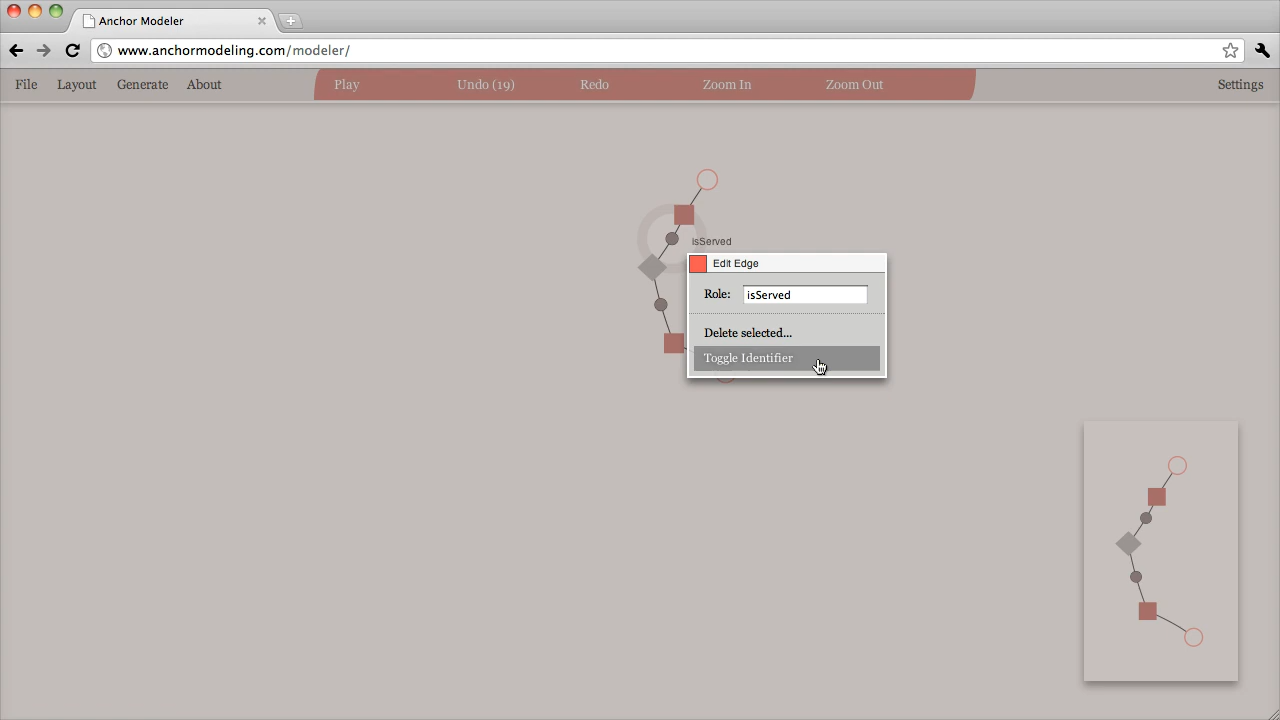 Anchor Modeler
www.anchormodeling.com/modeler/
File Layout Generate About Play Undo (19) Redo Zoom In Zoom Out Settings
isServed
Edit Edge
Role: isServed
Delete selected...
Toggle Identifier